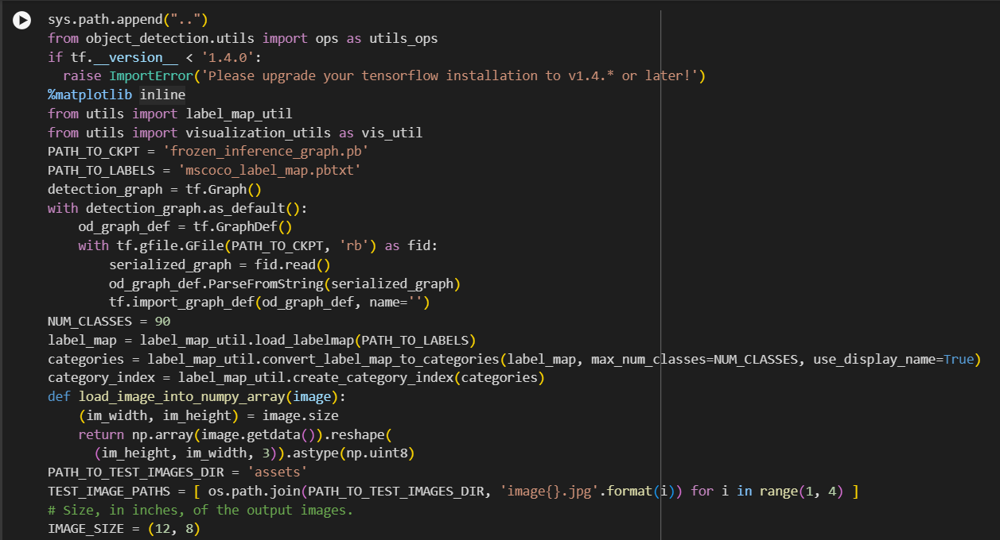 sys.path.append("..")
from object_detection.utils import ops as utils_ops
if tf.__version__ < '1.4.0':
  raise ImportError('Please upgrade your tensorflow installation to v1.4.* or later!')
%matplotlib inline
from utils import label_map_util
from utils import visualization_utils as vis_util
PATH_TO_CKPT = 'frozen_inference_graph.pb'
PATH_TO_LABELS = 'mscoco_label_map.pbtxt'
detection_graph = tf.Graph()
with detection_graph.as_default():
    od_graph_def = tf.GraphDef()
    with tf.gfile.GFile(PATH_TO_CKPT, 'rb') as fid:
        serialized_graph = fid.read()
        od_graph_def.ParseFromString(serialized_graph)
        tf.import_graph_def(od_graph_def, name='')
NUM_CLASSES = 90
label_map = label_map_util.load_labelmap(PATH_TO_LABELS)
categories = label_map_util.convert_label_map_to_categories(label_map, max_num_classes=NUM_CLASSES, use_display_name=True)
category_index = label_map_util.create_category_index(categories)
def load_image_into_numpy_array(image):
    (im_width, im_height) = image.size
    return np.array(image.getdata()).reshape(
      (im_height, im_width, 3)).astype(np.uint8)
PATH_TO_TEST_IMAGES_DIR = 'assets'
TEST_IMAGE_PATHS = [ os.path.join(PATH_TO_TEST_IMAGES_DIR, 'image{}.jpg'.format(i)) for i in range(1, 4) ]
# Size, in inches, of the output images.
IMAGE_SIZE = (12, 8)